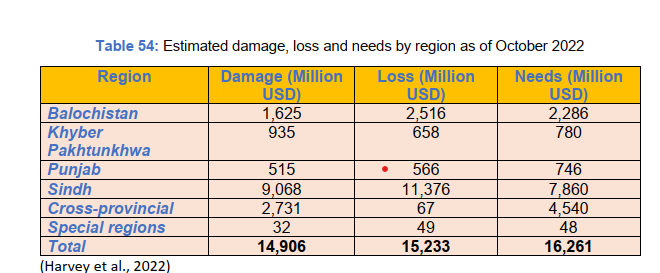 Table 54: Estimated damage, loss and needs by region as of October 2022
Region Damage (Million USD) Loss (Million USD) Needs (Million USD)
Balochistan 1,625 2,516 2,286
Khyber Pakhtunkhwa 935 658 780
Punjab 515 566 746
Sindh 9,068 11,376 7,860
Cross-provincial 2,731 67 4,540
Special regions 32 49 48
Total 14,906 15,233 16,261
(Harvey et al., 2022)